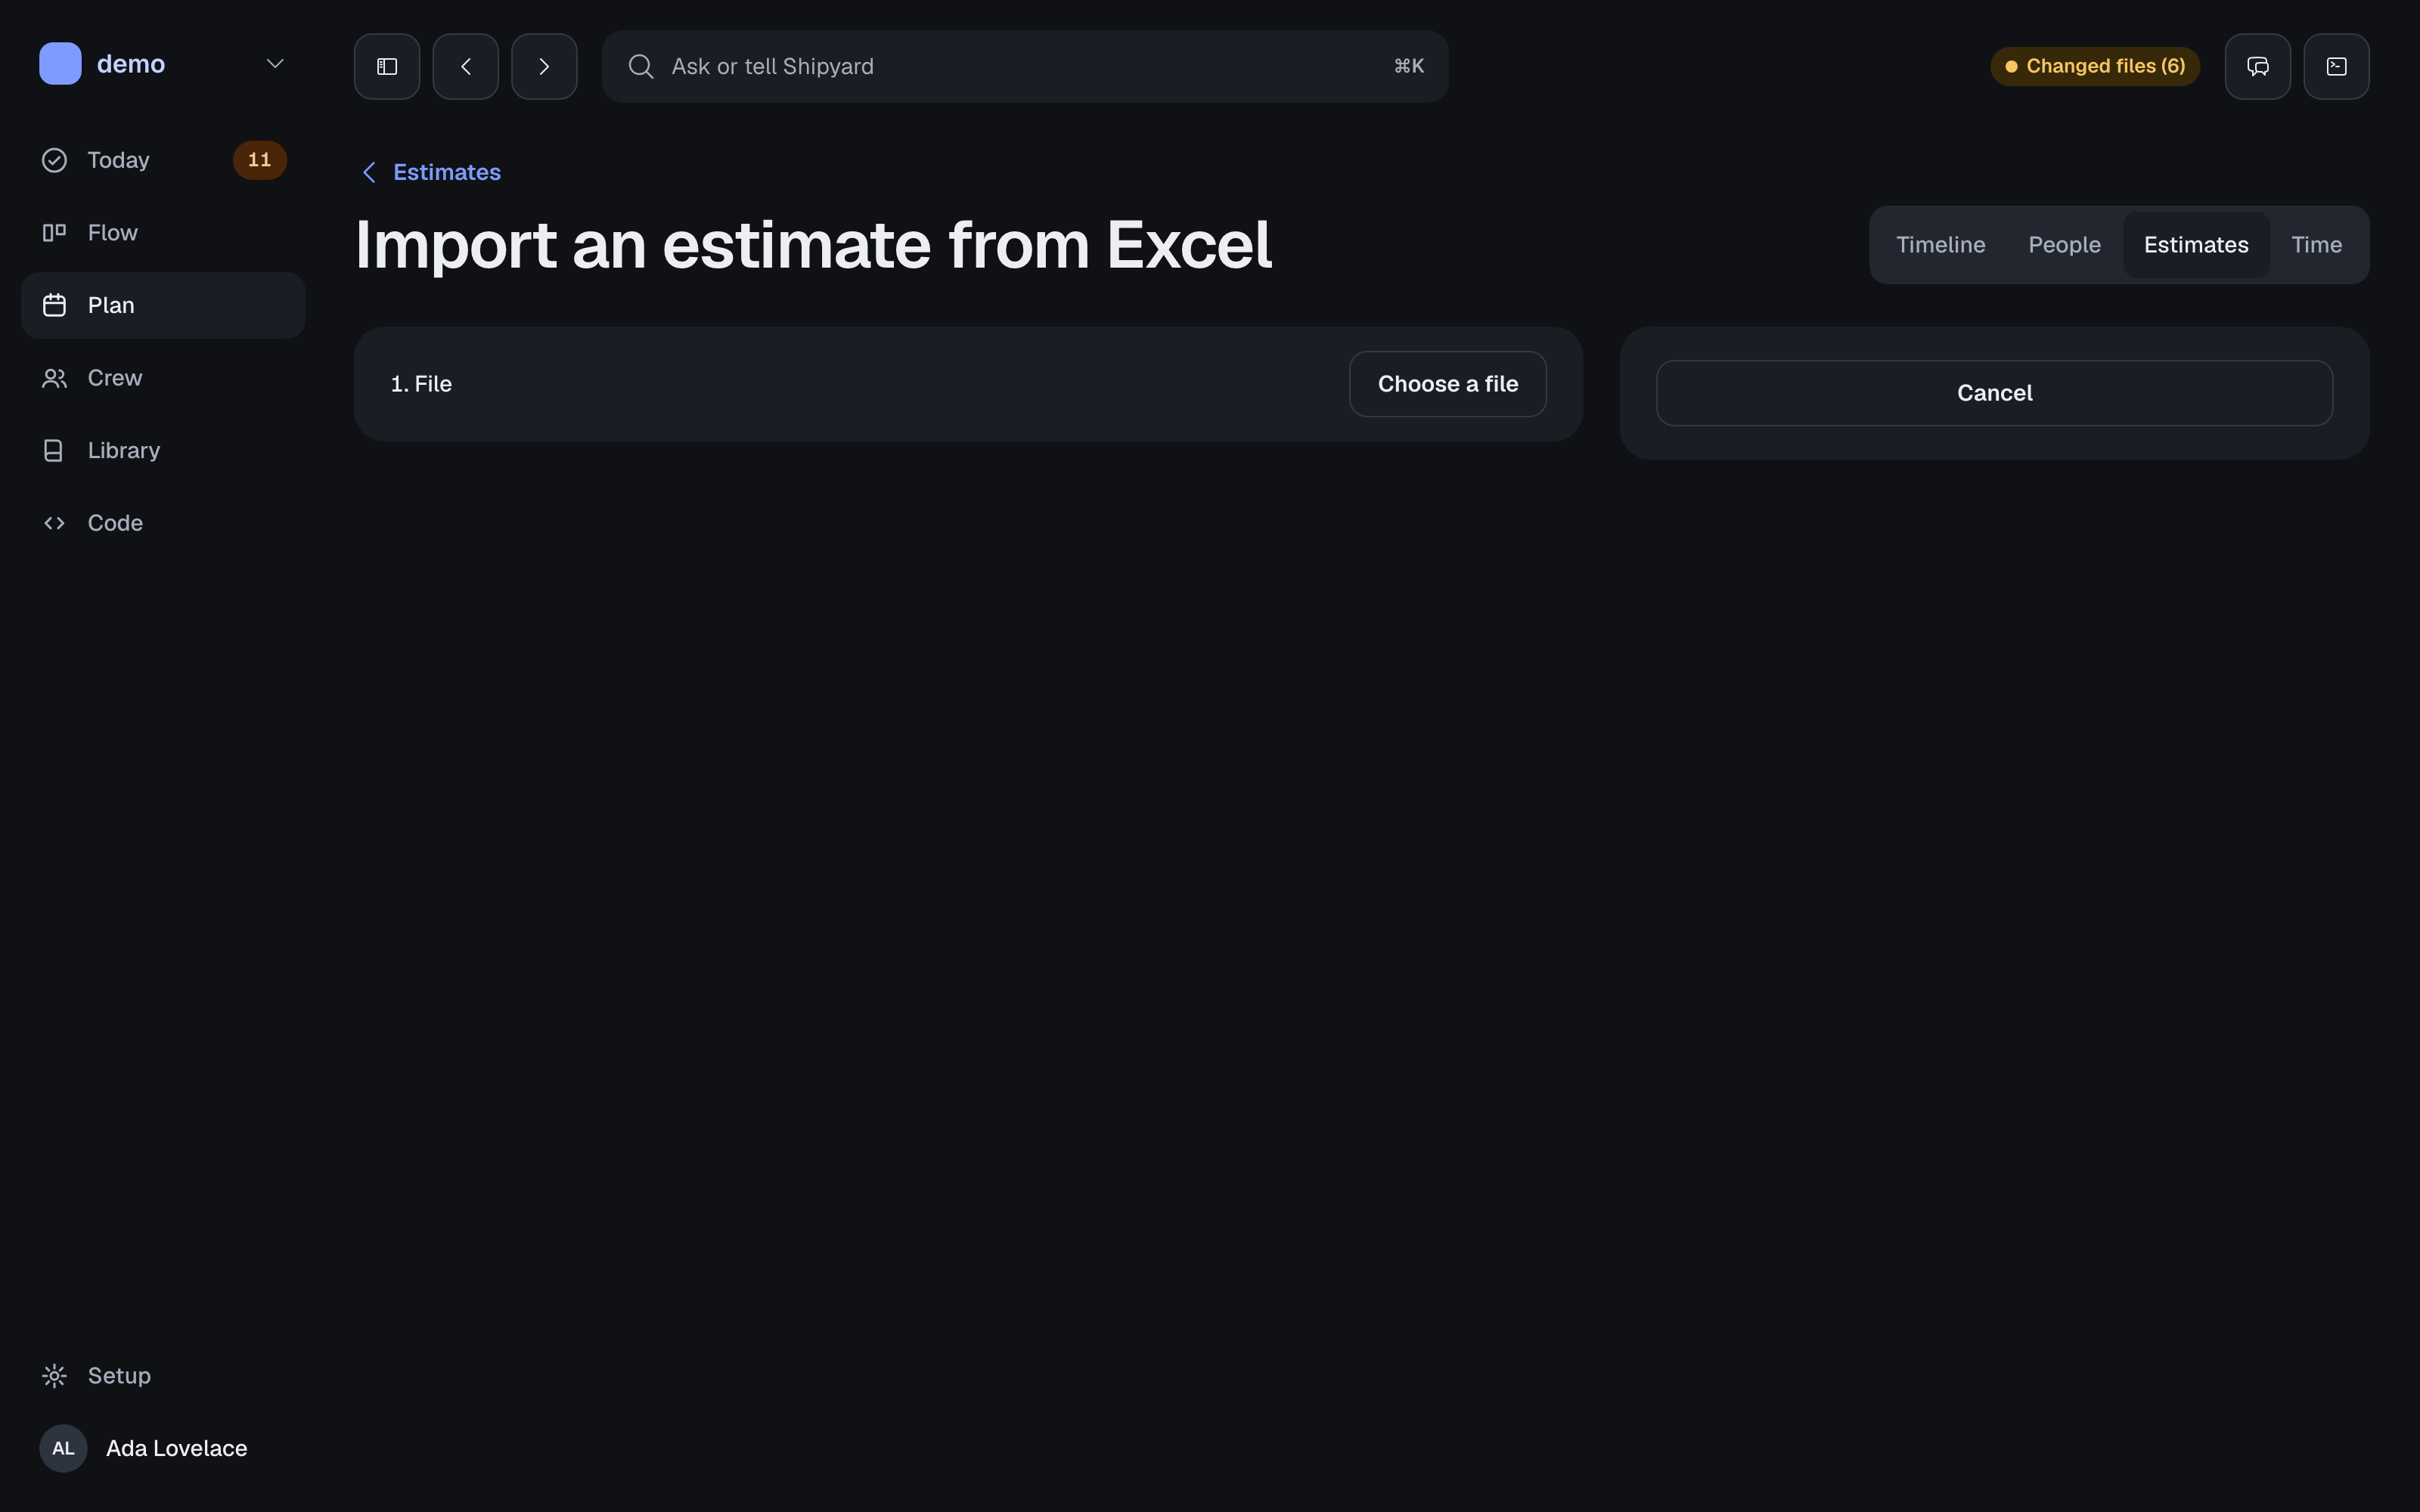 demo
Ask or tell Shipyard
⌘K
Changed files (6)
Today
11
Flow
Plan
Crew
Library
Code
Estimates
Import an estimate from Excel
Timeline
People
Estimates
Time
1. File
Choose a file
Cancel
Setup
AL
Ada Lovelace